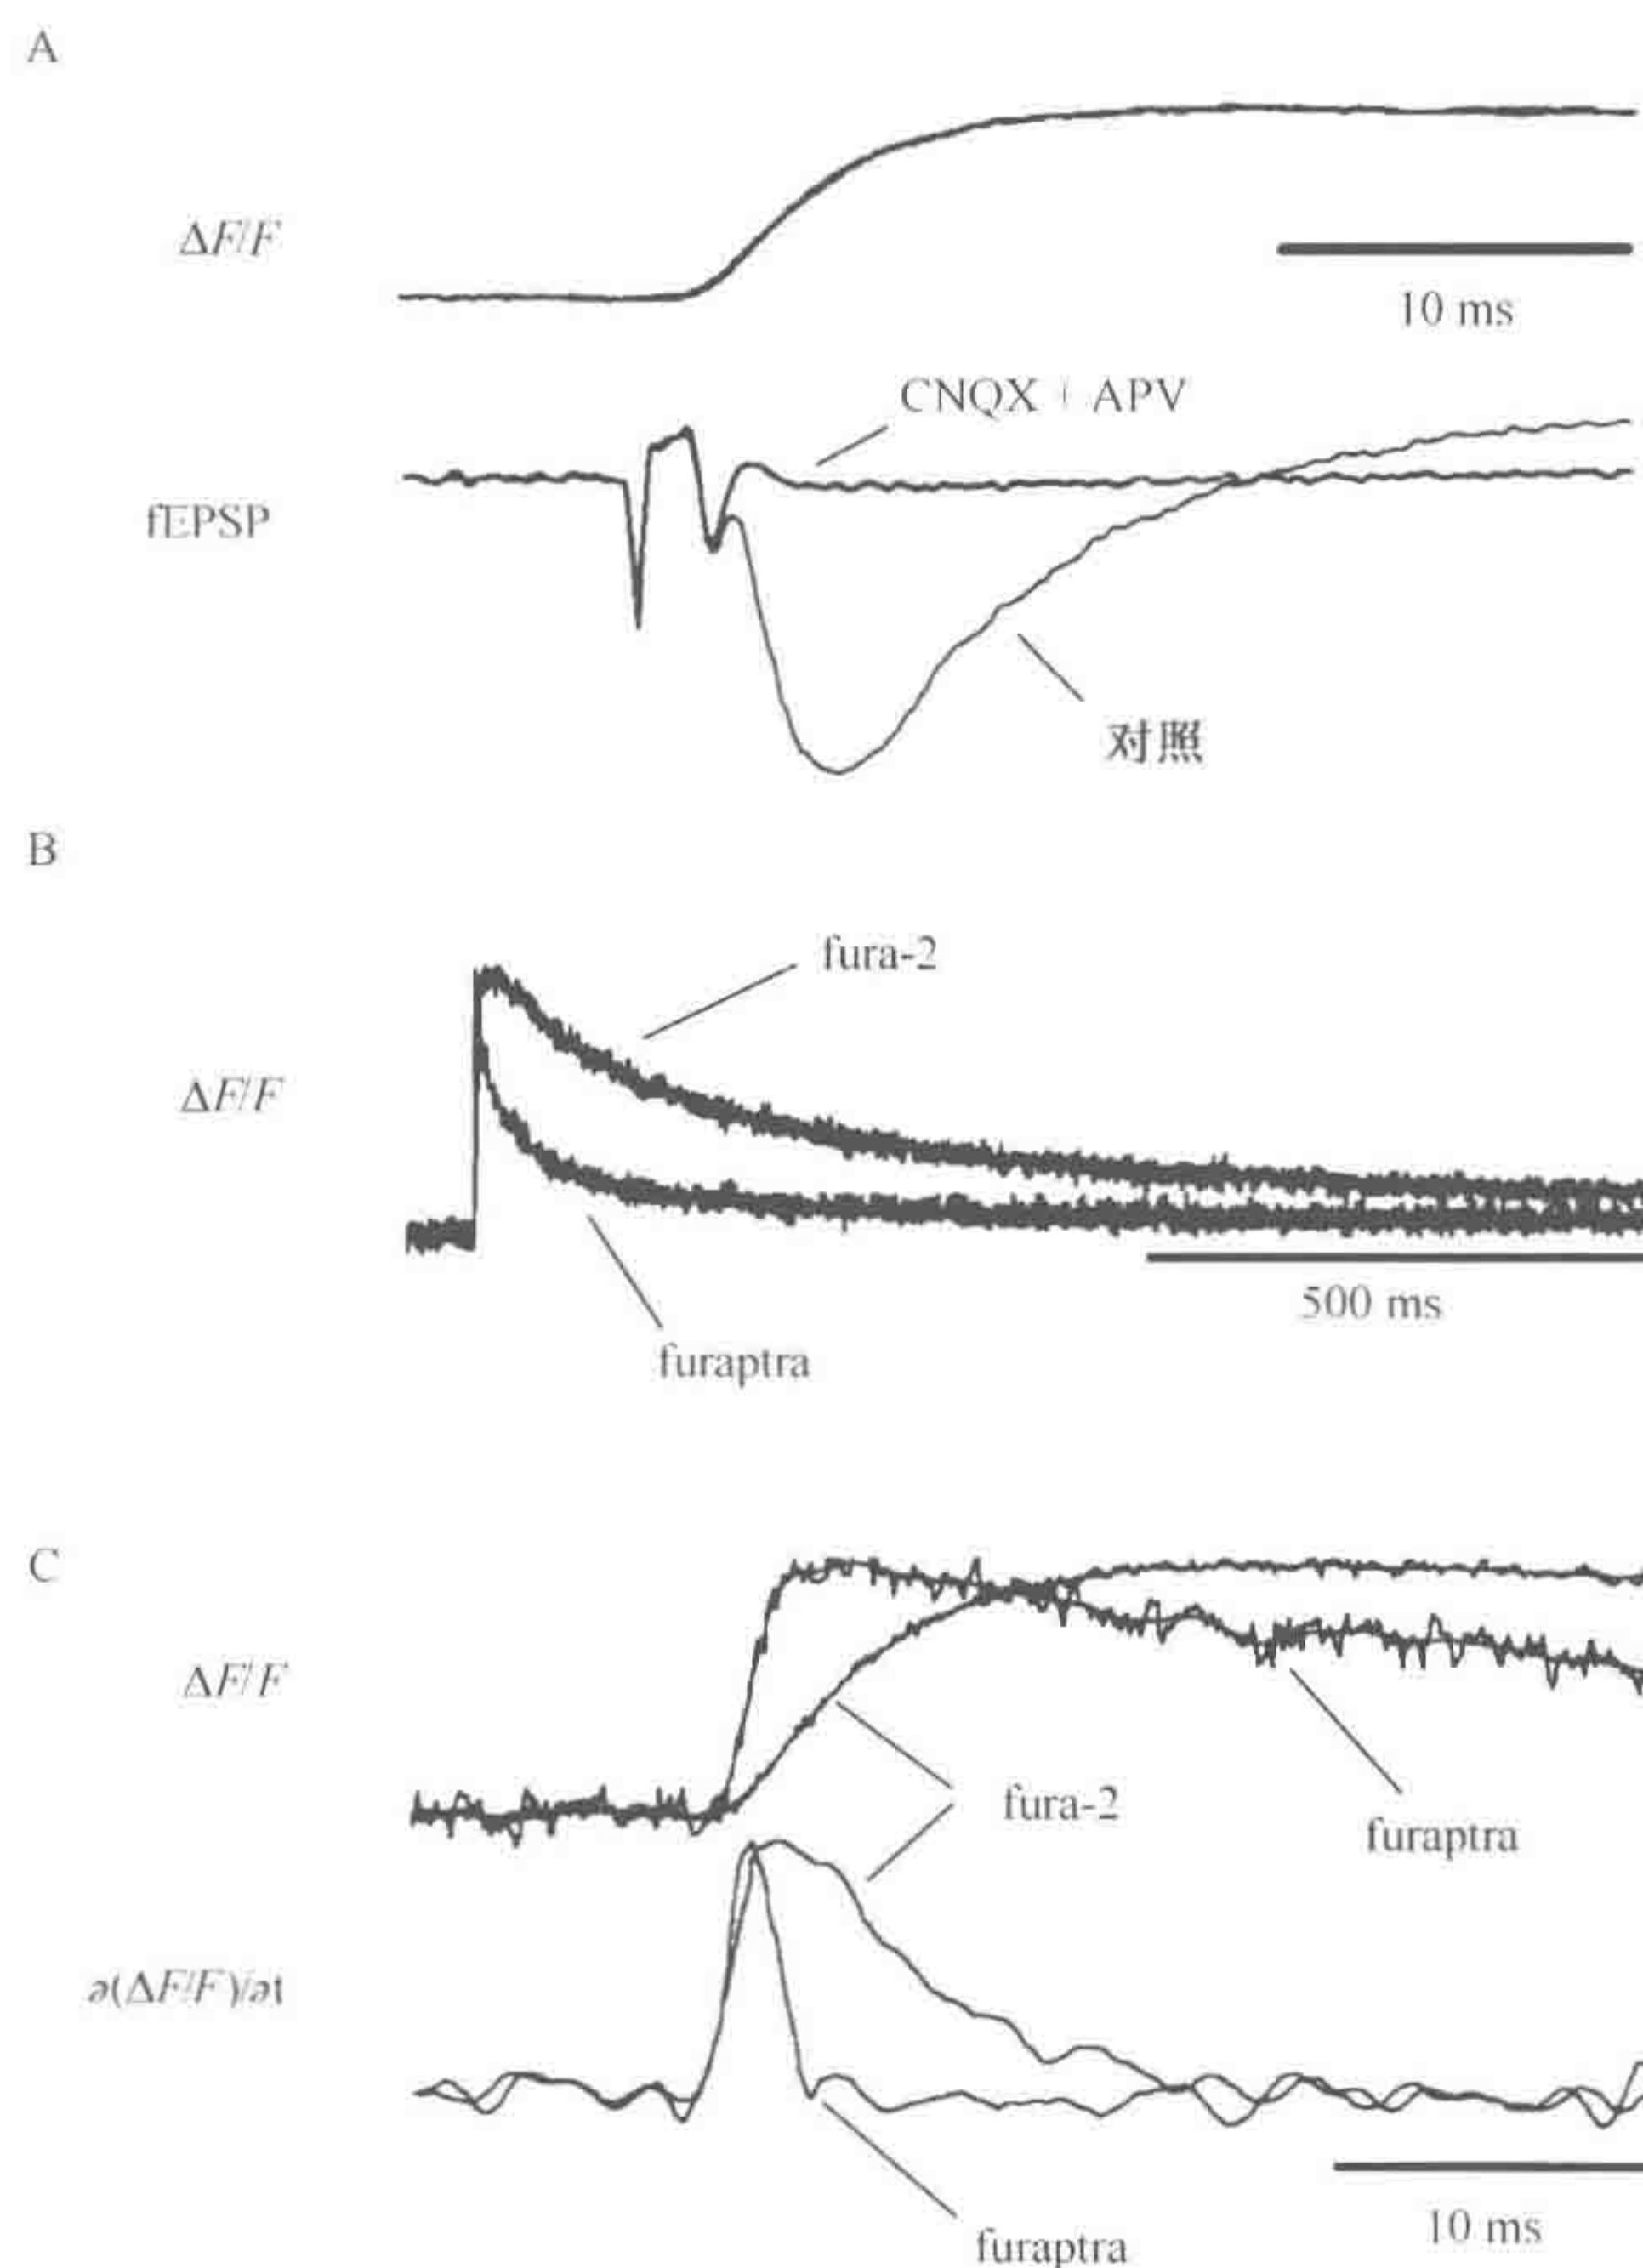 A
ΔF/F
10 ms
CNQX + APV
fEPSP
对照
B
fura-2
ΔF/F
500 ms
furaptra
C
ΔF/F
fura-2
furaptra
∂(ΔF/F)/∂t
10 ms
furaptra